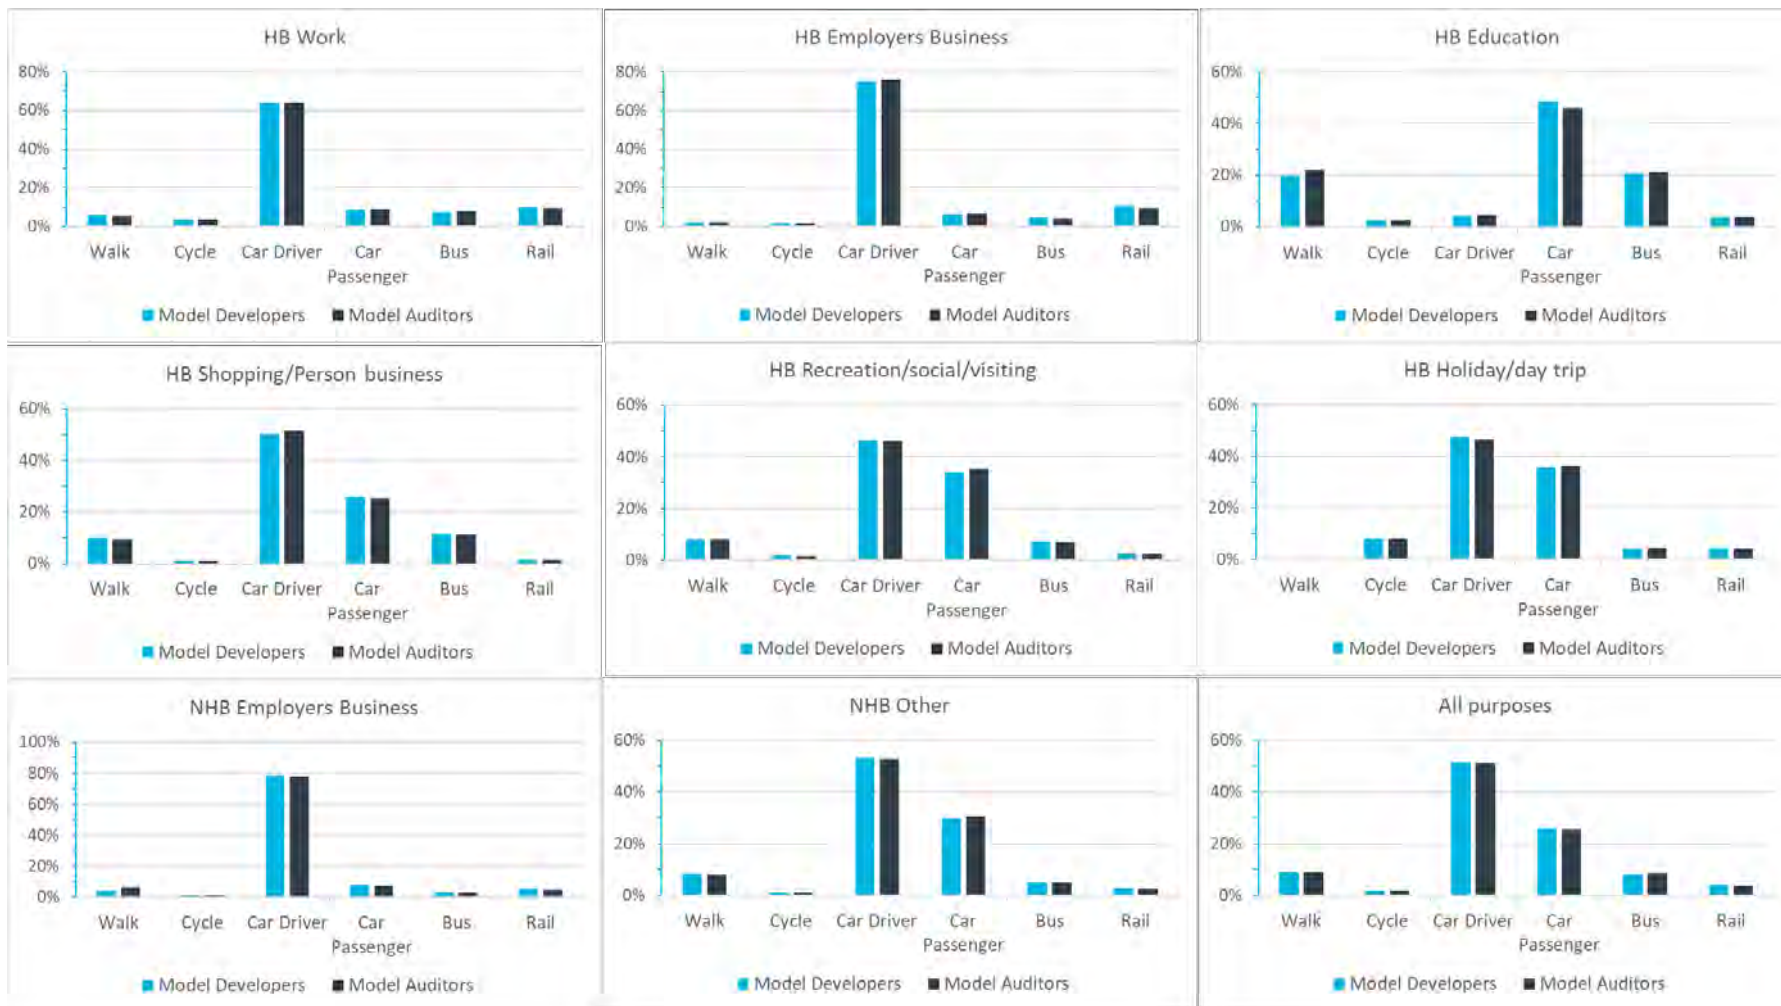 HB Work
80%
60%
40%
20%
0%
Walk Cycle Car Driver Car Passenger Bus Rail
Model Developers Model Auditors
HB Employers Business
80%
60%
40%
20%
0%
Walk Cycle Car Driver Car Passenger Bus Rail
Model Developers Model Auditors
HB Education
60%
40%
20%
0%
Walk Cycle Car Driver Car Passenger Bus Rail
Model Developers Model Auditors
HB Shopping/Person business
60%
40%
20%
0%
Walk Cycle Car Driver Car Passenger Bus Rail
Model Developers Model Auditors
HB Recreation/social/visiting
60%
40%
20%
0%
Walk Cycle Car Driver Car Passenger Bus Rail
Model Developers Model Auditors
HB Holiday/day trip
60%
40%
20%
0%
Walk Cycle Car Driver Car Passenger Bus Rail
Model Developers Model Auditors
NHB Employers Business
100%
80%
60%
40%
20%
0%
Walk Cycle Car Driver Car Passenger Bus Rail
Model Developers Model Auditors
NHB Other
60%
40%
20%
0%
Walk Cycle Car Driver Car Passenger Bus Rail
Model Developers Model Auditors
All purposes
60%
40%
20%
0%
Walk Cycle Car Driver Car Passenger Bus Rail
Model Developers Model Auditors